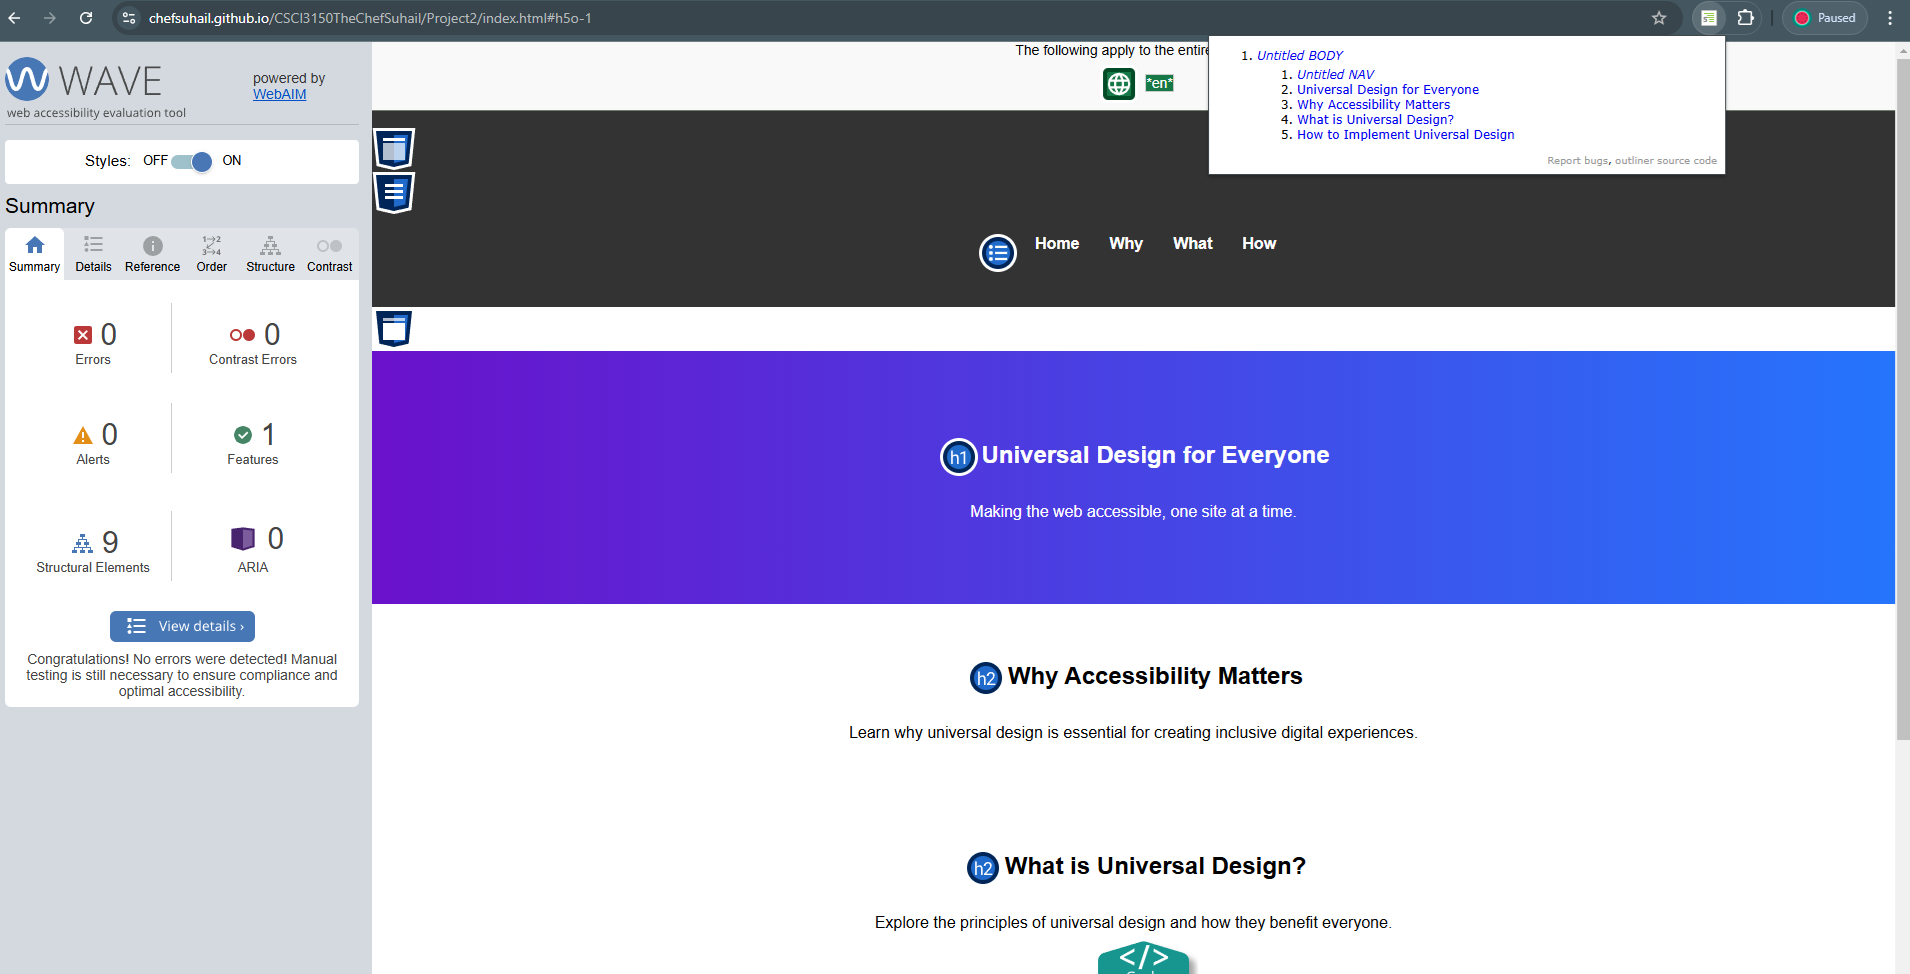 chefsuhail.github.io/CSCI3150TheChefSuhail/Project2/index.html#h5o-1
Paused
WAVE
powered by
WebAIM
web accessibility evaluation tool
Styles: OFF ON
Summary
Summary Details Reference Order Structure Contrast
0
Errors
0
Contrast Errors
0
Alerts
1
Features
9
Structural Elements
0
ARIA
View details ›
Congratulations! No errors were detected! Manual
testing is still necessary to ensure compliance and
optimal accessibility.
The following apply to the entire
*en*
1. Untitled BODY
1. Untitled NAV
2. Universal Design for Everyone
3. Why Accessibility Matters
4. What is Universal Design?
5. How to Implement Universal Design
Report bugs, outliner source code
Home Why What How
h1 Universal Design for Everyone
Making the web accessible, one site at a time.
h2 Why Accessibility Matters
Learn why universal design is essential for creating inclusive digital experiences.
h2 What is Universal Design?
Explore the principles of universal design and how they benefit everyone.
</>